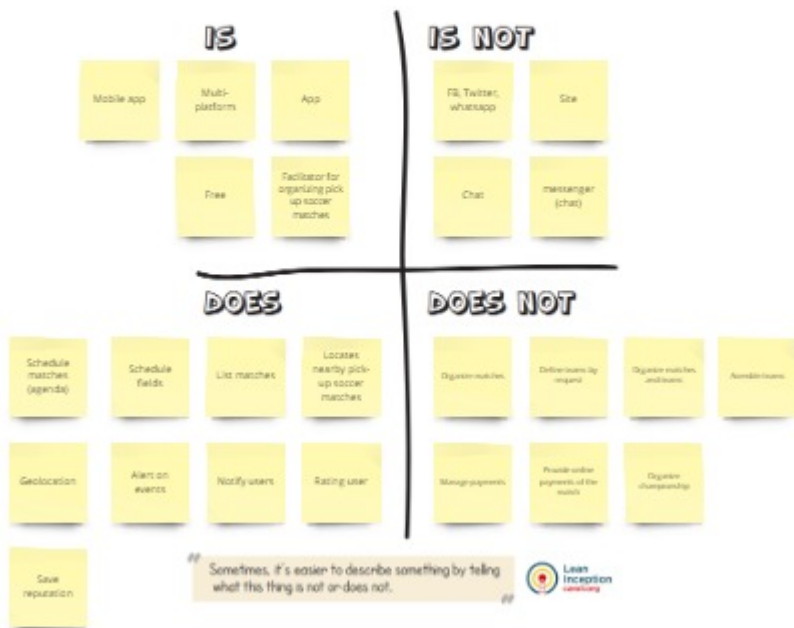 IS
IS NOT
Mobile app
Multi-
platform
App
Free
Facilitator for
organizing pick
up soccer
matches
FB, Twitter,
whatsapp
Site
Chat
messenger
(chat)
DOES
DOES NOT
Schedule
matches
(agenda)
Schedule
fields
List matches
Locates
nearby pick-
up soccer
matches
Geolocation
Alert on
events
Notify users
Rating user
Save
reputation
Organize matches
Define teams by
request
Organize matches
and teams
teams
Manage payments
Provide online
payments of the
match
Organize
championship
" Sometimes, it's easier to describe something by telling
what this thing is not or does not. "
Lean
Inception